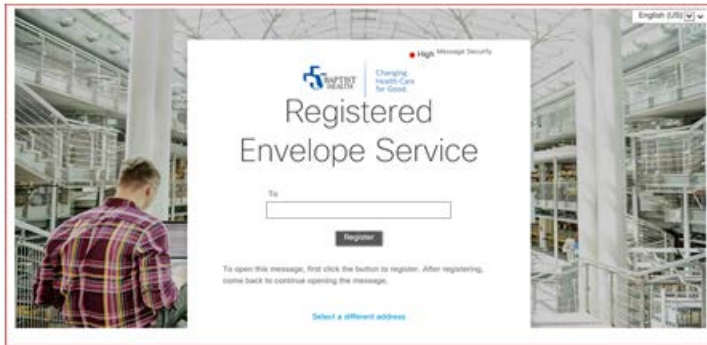 English (US)
High Message Security
BAPTIST
HEALTH
Changing
Health Care
for Good.
Registered
Envelope Service
To
Register
To open this message, first click the button to register. After registering,
come back to continue opening the message.
Select a different address